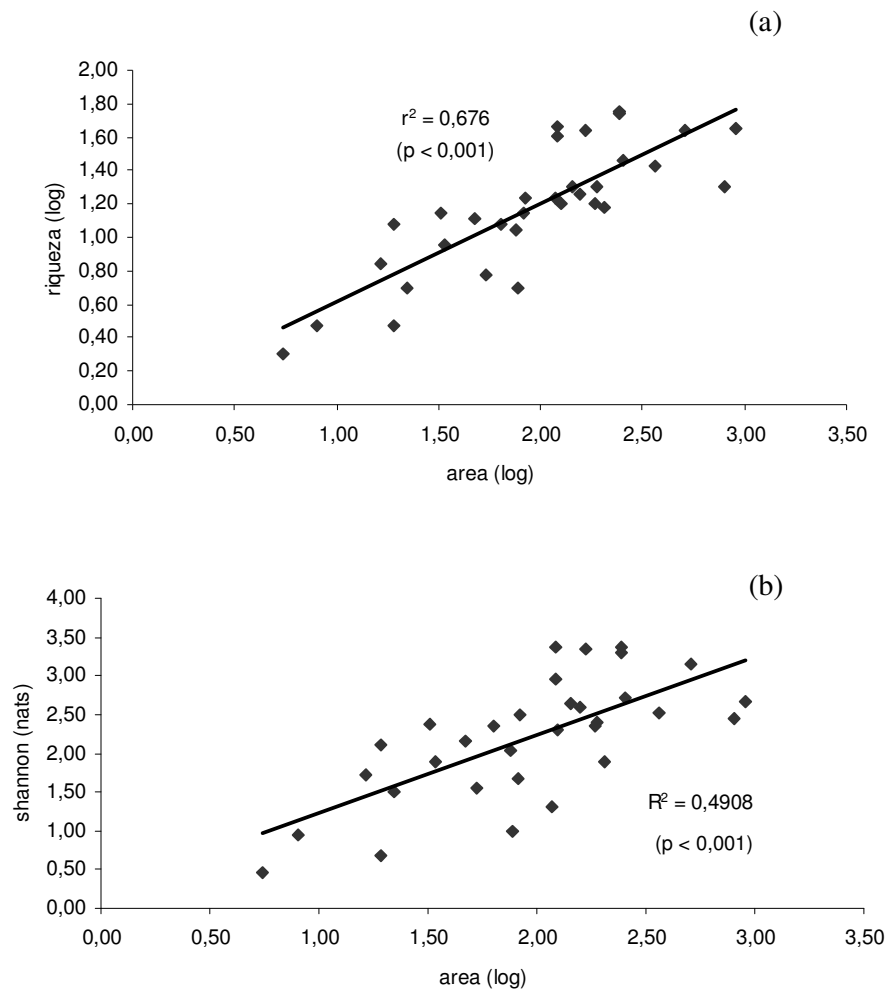 (a)
2,00
1,80
1,60
1,40
1,20
1,00
0,80
0,60
0,40
0,20
0,00
riqueza (log)
r² = 0,676
(p < 0,001)
0,00 0,50 1,00 1,50 2,00 2,50 3,00 3,50
area (log)
(b)
4,00
3,50
3,00
2,50
2,00
1,50
1,00
0,50
0,00
shannon (nats)
R² = 0,4908
(p < 0,001)
0,00 0,50 1,00 1,50 2,00 2,50 3,00 3,50
area (log)